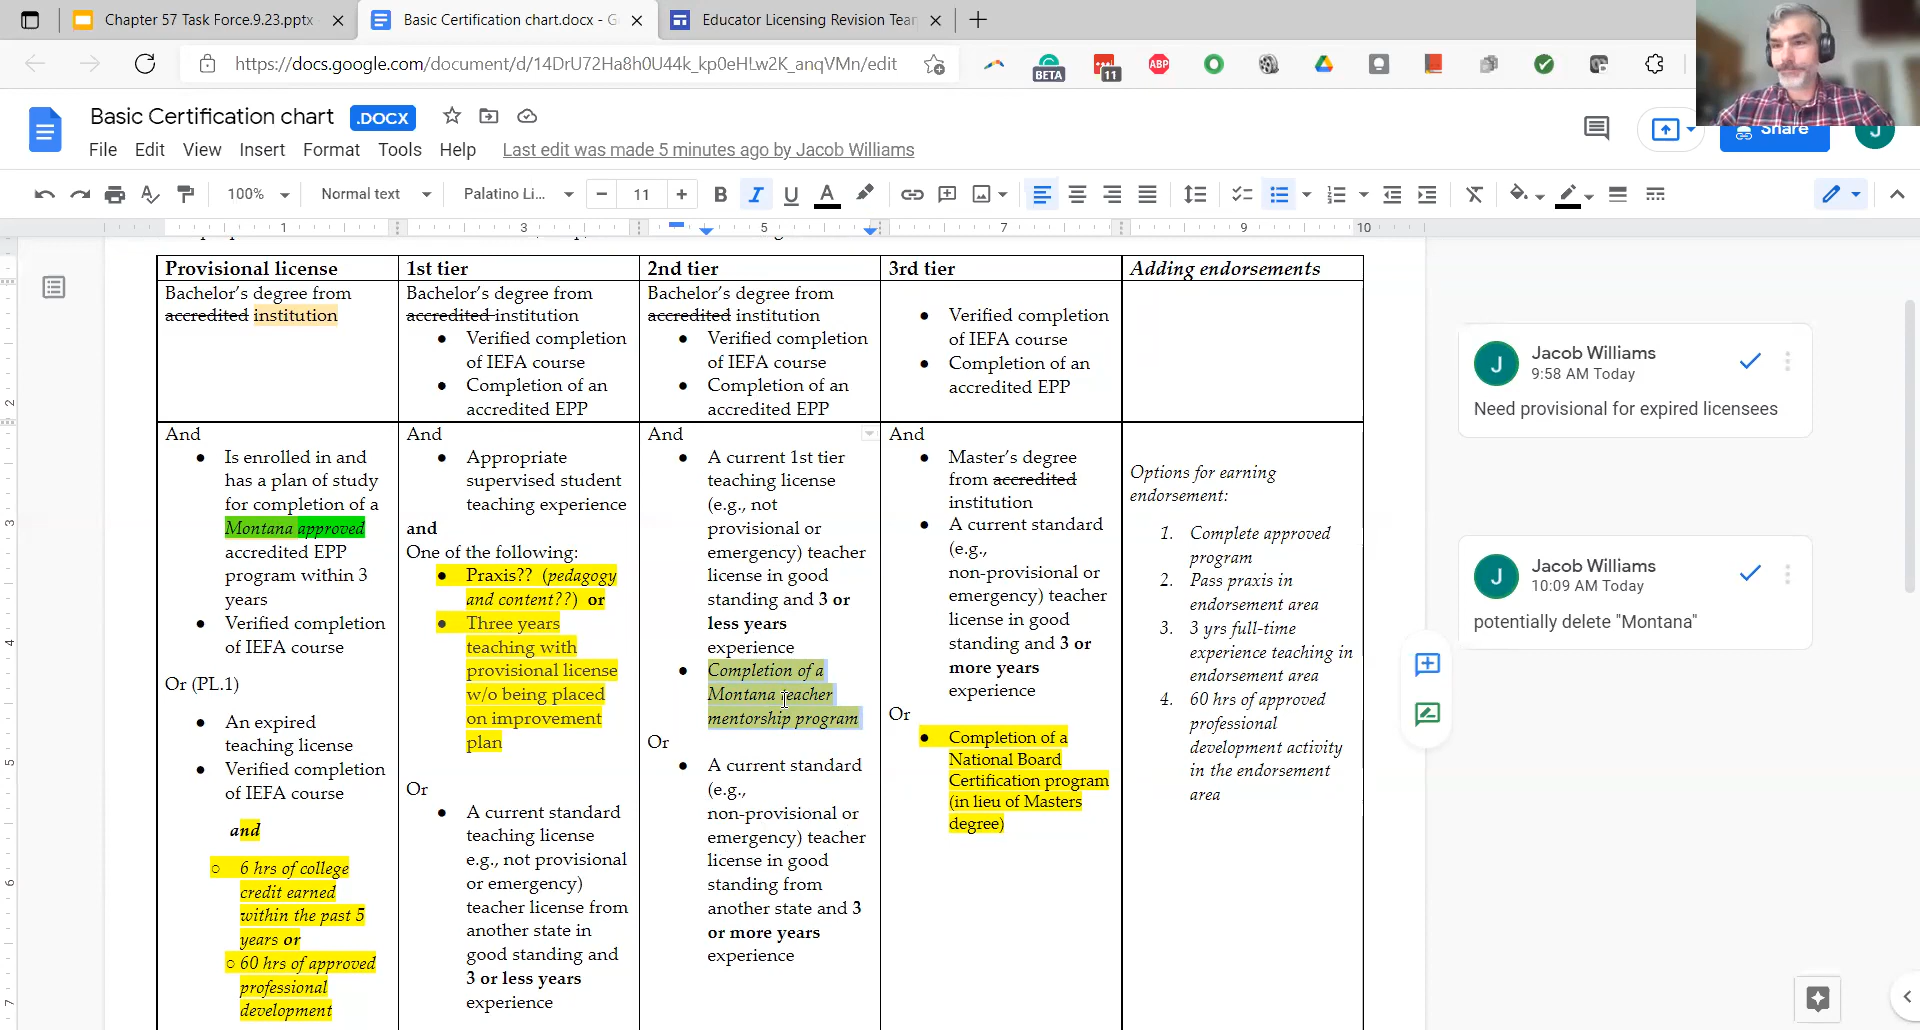 Chapter 57 Task Force.9.23.pptx
Basic Certification chart.docx - G
Educator Licensing Revision Tear
https://docs.google.com/document/d/14DrU72Ha8h0U44k_kp0eHLw2K_anqVMn/edit
BETA
11
ABP
Basic Certification chart
.DOCX
Share
J
File Edit View Insert Format Tools Help
Last edit was made 5 minutes ago by Jacob Williams
100%
Normal text
Palatino Li...
11
B I U A
1 3 5 7 9 10
2
3
4
5
6
7
Provisional license
Bachelor's degree from
accredited institution
And
● Is enrolled in and
has a plan of study
for completion of a
Montana approved
accredited EPP
program within 3
years
● Verified completion
of IEFA course
Or (PL.1)
● An expired
teaching license
● Verified completion
of IEFA course
and
○ 6 hrs of college
credit earned
within the past 5
years or
○ 60 hrs of approved
professional
development
1st tier
Bachelor's degree from
accredited institution
● Verified completion
of IEFA course
● Completion of an
accredited EPP
And
● Appropriate
supervised student
teaching experience
and
One of the following:
● Praxis?? (pedagogy
and content??) or
● Three years
teaching with
provisional license
w/o being placed
on improvement
plan
Or
● A current standard
teaching license
e.g., not provisional
or emergency)
teacher license from
another state in
good standing and
3 or less years
experience
2nd tier
Bachelor's degree from
accredited institution
● Verified completion
of IEFA course
● Completion of an
accredited EPP
And
● A current 1st tier
teaching license
(e.g., not
provisional or
emergency) teacher
license in good
standing and 3 or
less years
experience
● Completion of a
Montana teacher
mentorship program
Or
● A current standard
(e.g.,
non-provisional or
emergency) teacher
license in good
standing from
another state and 3
or more years
experience
3rd tier
● Verified completion
of IEFA course
● Completion of an
accredited EPP
And
● Master's degree
from accredited
institution
● A current standard
(e.g.,
non-provisional or
emergency) teacher
license in good
standing and 3 or
more years
experience
Or
● Completion of a
National Board
Certification program
(in lieu of Masters
degree)
Adding endorsements
Options for earning
endorsement:
1. Complete approved
program
2. Pass praxis in
endorsement area
3. 3 yrs full-time
experience teaching in
endorsement area
4. 60 hrs of approved
professional
development activity
in the endorsement
area
J
Jacob Williams
9:58 AM Today
Need provisional for expired licensees
J
Jacob Williams
10:09 AM Today
potentially delete "Montana"